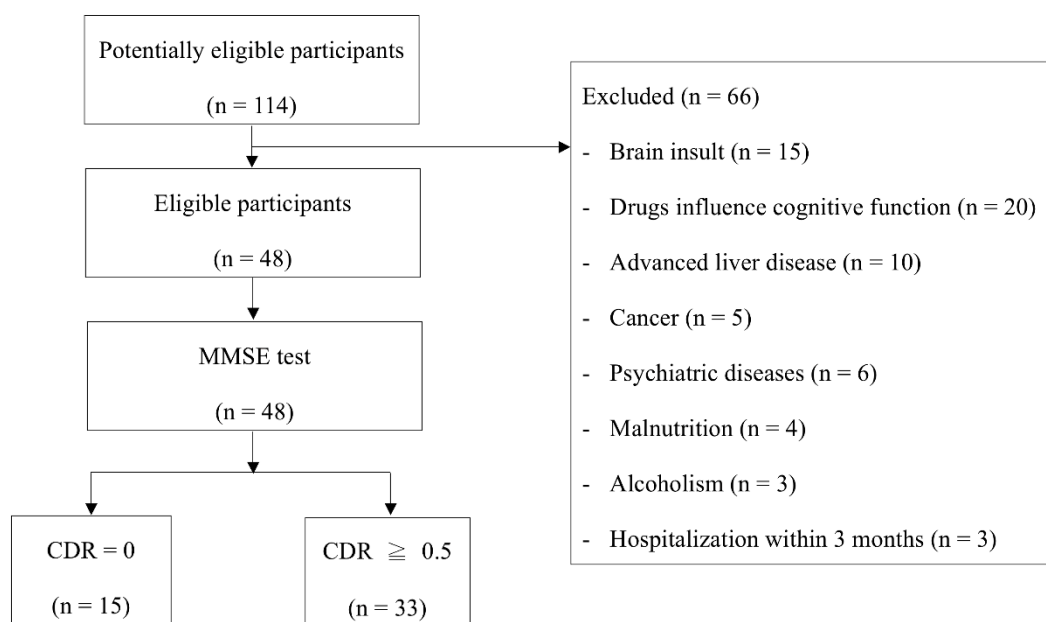 Potentially eligible participants
(n = 114)
Excluded (n = 66)
- Brain insult (n = 15)
- Drugs influence cognitive function (n = 20)
- Advanced liver disease (n = 10)
- Cancer (n = 5)
- Psychiatric diseases (n = 6)
- Malnutrition (n = 4)
- Alcoholism (n = 3)
- Hospitalization within 3 months (n = 3)
Eligible participants
(n = 48)
MMSE test
(n = 48)
CDR = 0
(n = 15)
CDR ≧ 0.5
(n = 33)